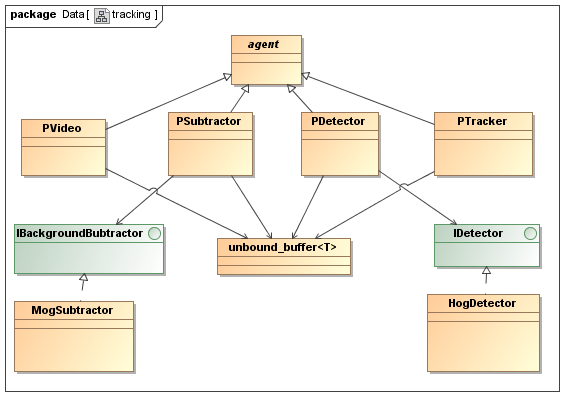 package Data [ tracking ]
agent
PVideo
PSubtractor
PDetector
PTracker
IBackgroundBubtractor
unbound_buffer<T>
IDetector
MogSubtractor
HogDetector